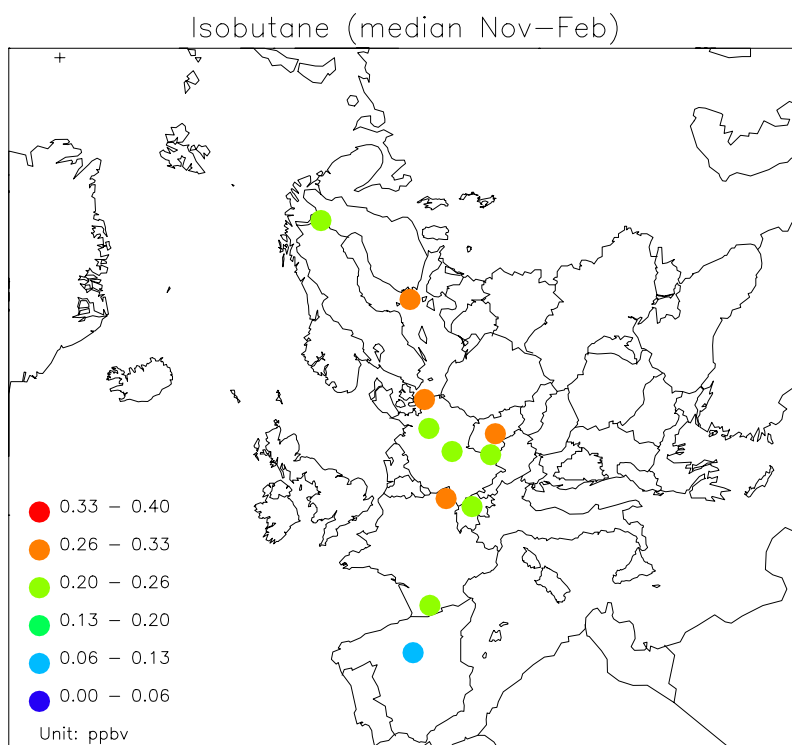 Isobutane (median Nov-Feb)
0.33 - 0.40
0.26 - 0.33
0.20 - 0.26
0.13 - 0.20
0.06 - 0.13
0.00 - 0.06
Unit: ppbv